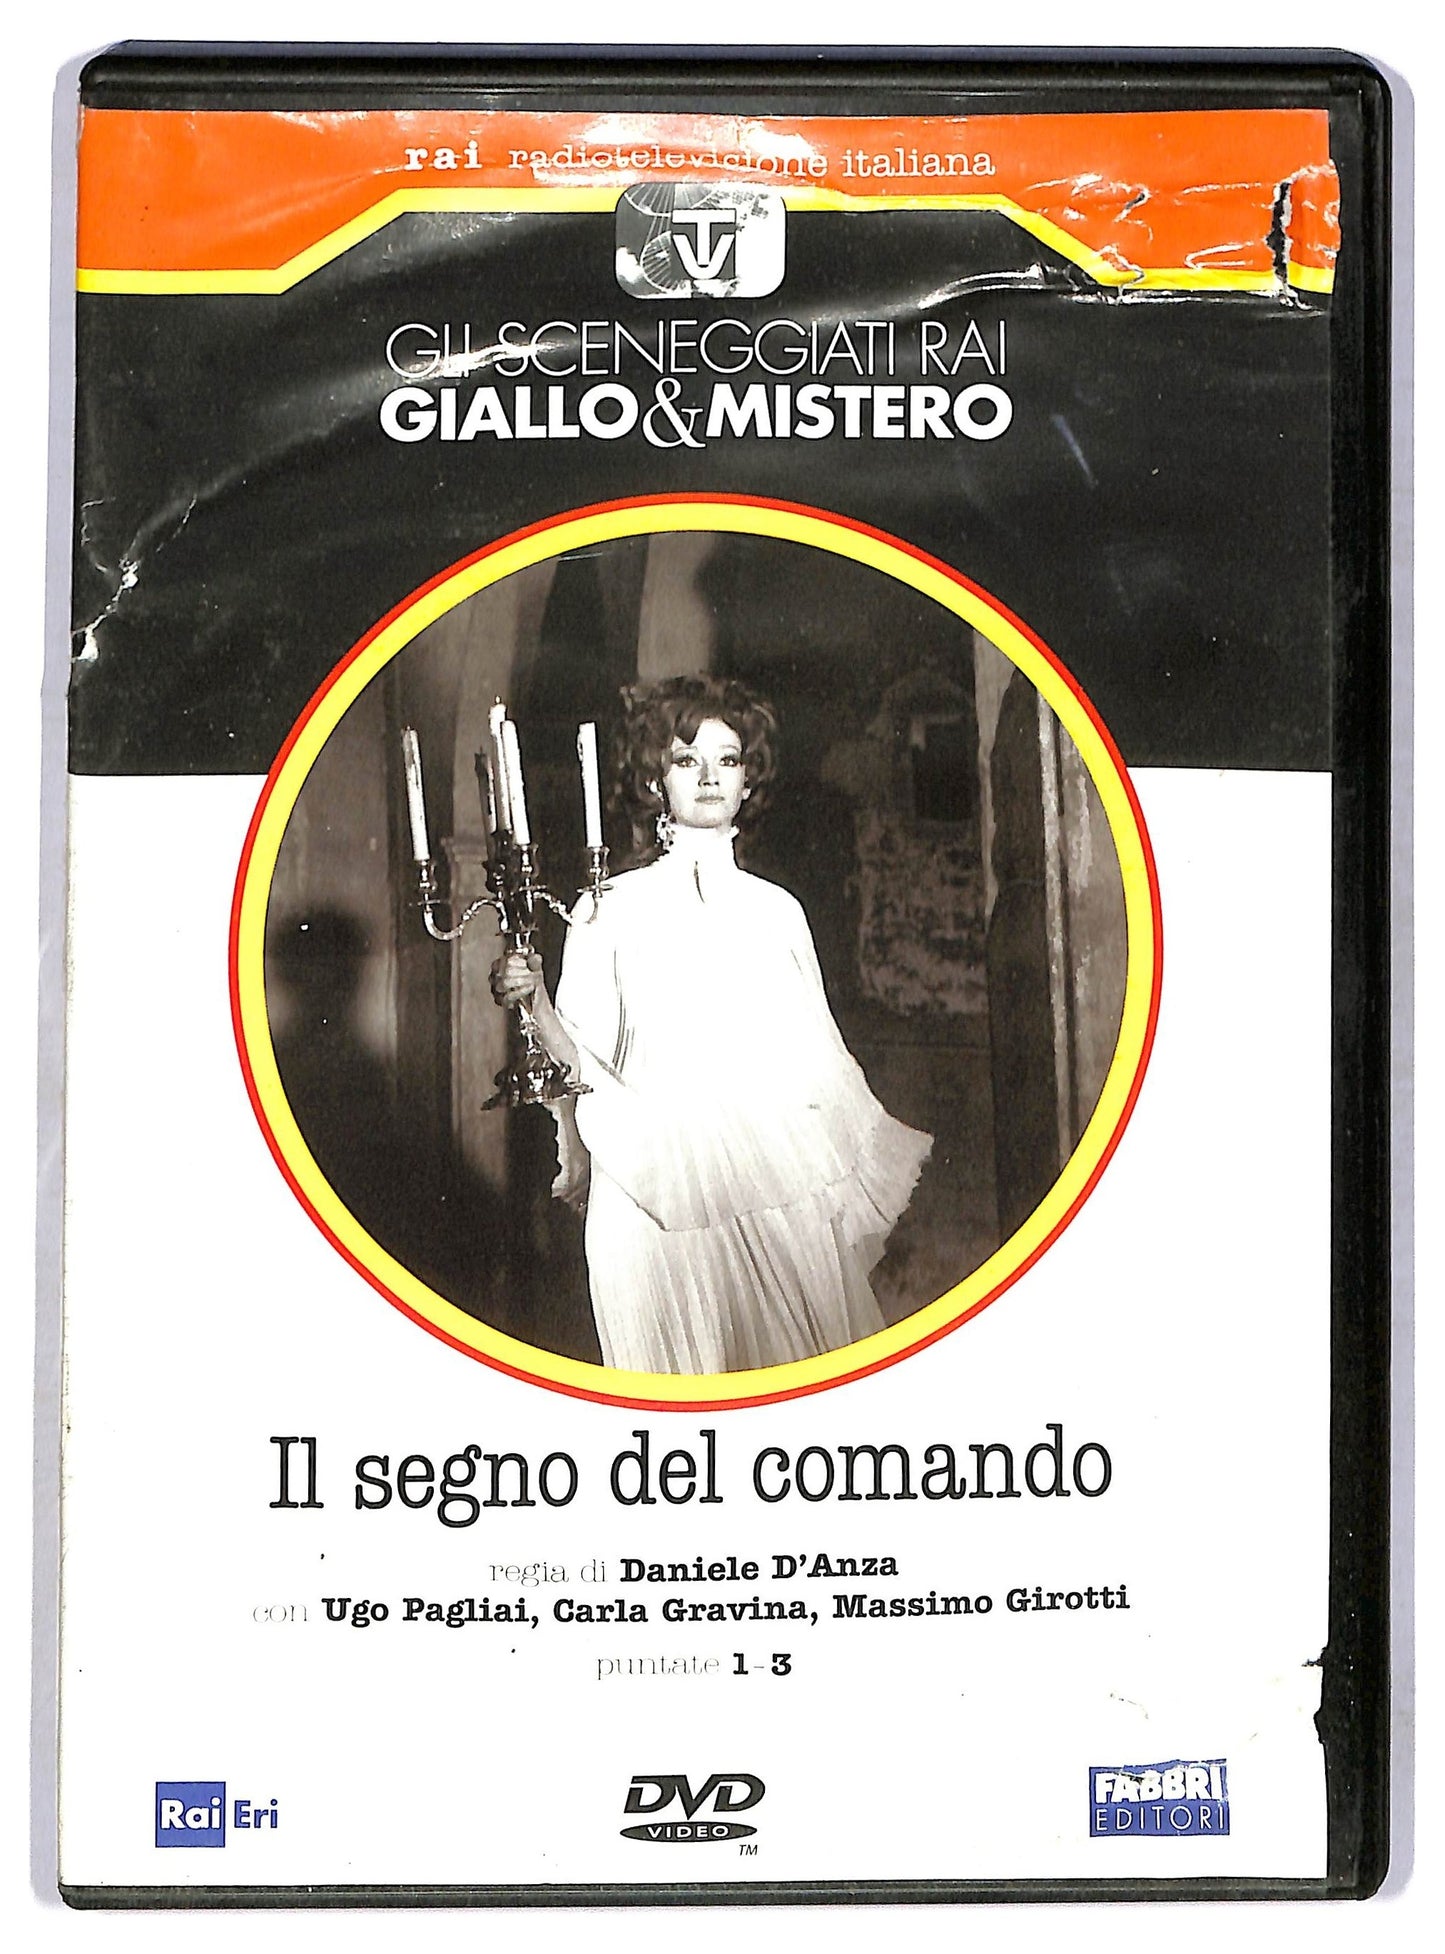 rai radiotelevisione italiana
TV
GLI SCENEGGIATI RAI
GIALLO&MISTERO
Il segno del comando
regia di Daniele D'Anza
con Ugo Pagliai, Carla Gravina, Massimo Girotti
puntate 1-3
Rai Eri
DVD
VIDEO
TM
FABBRI
EDITORI